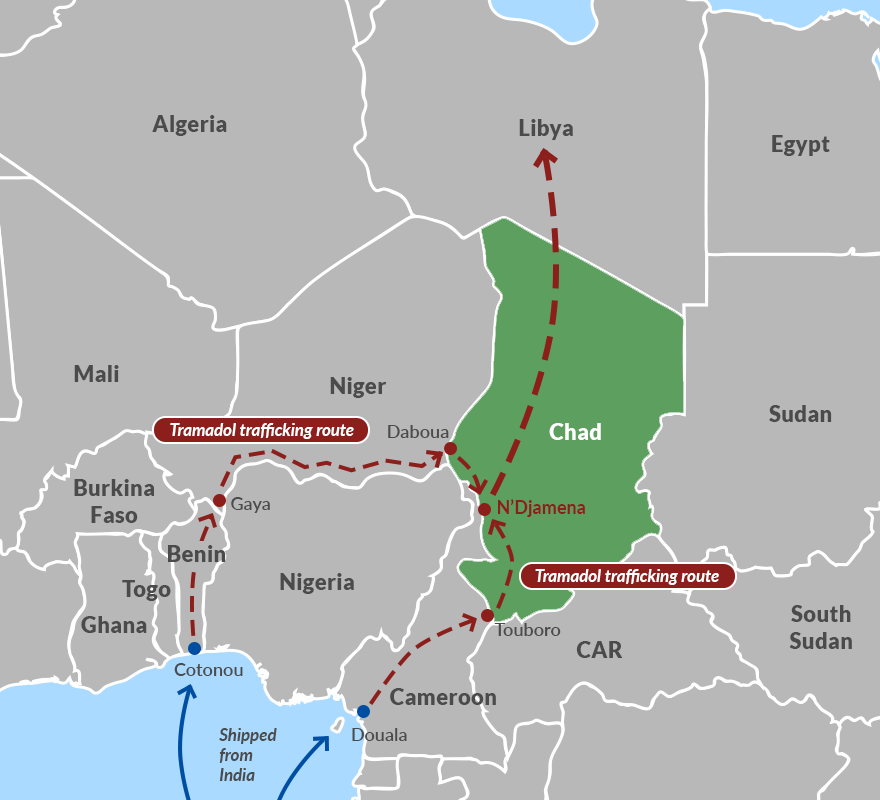 Algeria
Libya
Egypt
Mali
Niger
Sudan
Tramadol trafficking route
Daboua
Chad
Burkina
Faso
Gaya
N'Djamena
Benin
Nigeria
Tramadol trafficking route
Togo
Ghana
Touboro
South
Sudan
CAR
Cotonou
Cameroon
Shipped
from
India
Douala